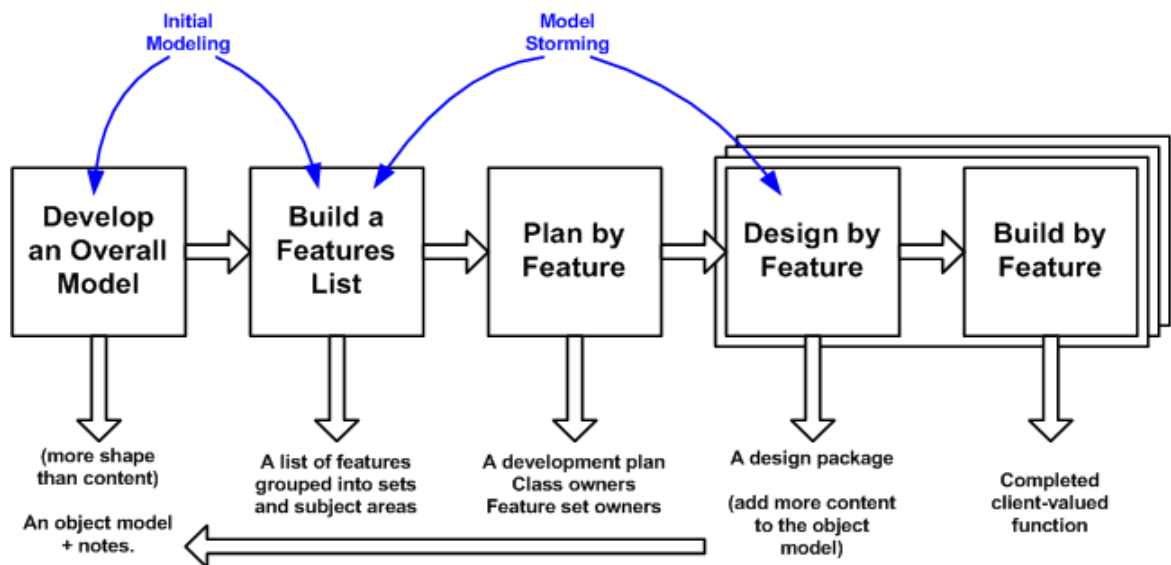 Initial
Modeling
Model
Storming
Develop
an Overall
Model
Build a
Features
List
Plan by
Feature
Design by
Feature
Build by
Feature
(more shape
than content)
An object model
+ notes.
A list of features
grouped into sets
and subject areas
A development plan
Class owners
Feature set owners
A design package
(add more content
to the object
model)
Completed
client-valued
function